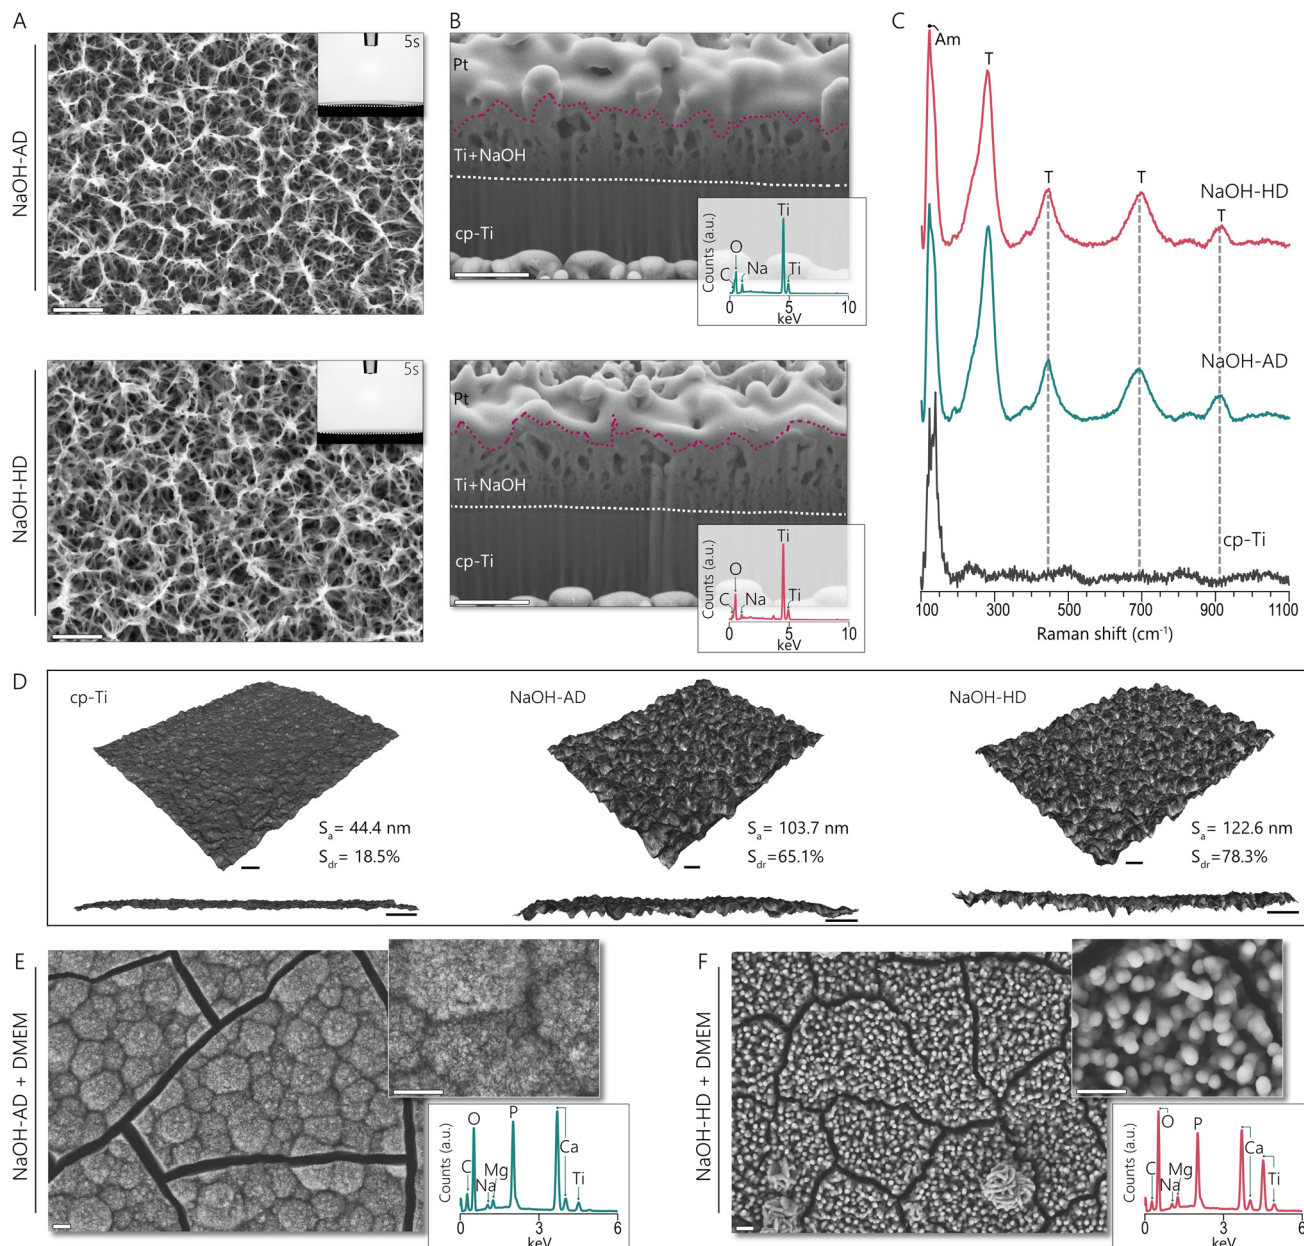 A
B
C
NaOH-AD
5s
Pt
Ti+NaOH
cp-Ti
Counts (a.u.)
C
O
Na
Ti
Ti
0
5
10
keV
NaOH-HD
5s
Pt
Ti+NaOH
cp-Ti
Counts (a.u.)
C
O
Na
Ti
Ti
0
5
10
keV
Am
T
T
T
T
NaOH-HD
NaOH-AD
cp-Ti
100 300 500 700 900 1100
Raman shift (cm⁻¹)
D
cp-Ti
Sₐ= 44.4 nm
S_dr= 18.5%
NaOH-AD
Sₐ= 103.7 nm
S_dr=65.1%
NaOH-HD
Sₐ= 122.6 nm
S_dr=78.3%
E
NaOH-AD + DMEM
Counts (a.u.)
C
O
Na
Mg
P
Ca
Ti
0
3
6
keV
F
NaOH-HD + DMEM
Counts (a.u.)
C
O
Na
Mg
P
Ca
Ti
0
3
6
keV